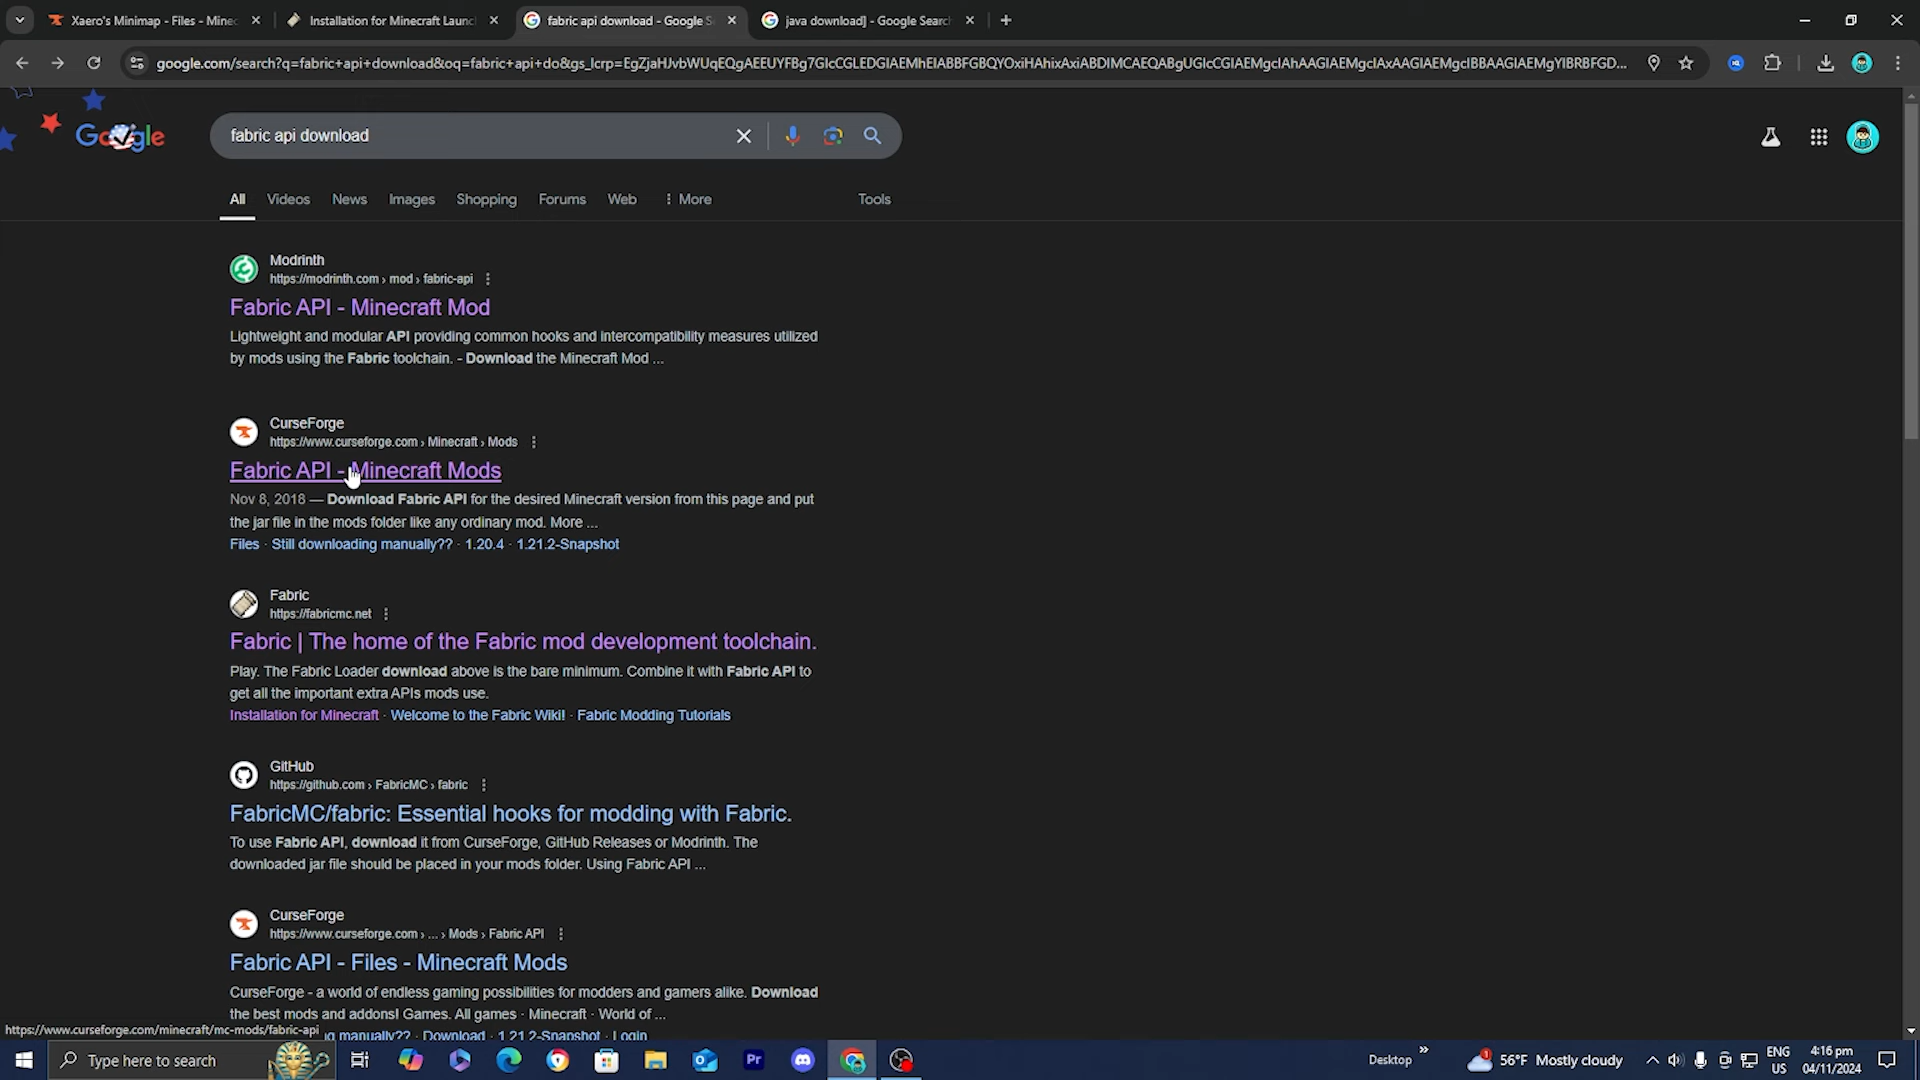 Xaero's Minimap - Files - Minec
Installation for Minecraft Launc
fabric api download - Google S
java download] - Google Search
google.com/search?q=fabric+api+download&oq=fabric+api+do&gs_lcrp=
fabric api download
All
Videos
News
Images
Shopping
Forums
Web
More
Tools
Modrinth
https://modrinth.com › mod › fabric-api
Fabric API - Minecraft Mod
Lightweight and modular API providing common hooks and intercompatibility measures utilized
by mods using the Fabric toolchain. - Download the Minecraft Mod ...
CurseForge
https://www.curseforge.com › Minecraft › Mods
Fabric API - Minecraft Mods
Nov 8, 2018 — Download Fabric API for the desired Minecraft version from this page and put
the jar file in the mods folder like any ordinary mod. More ...
Files · Still downloading manually?? · 1.20.4 · 1.21.2-Snapshot
Fabric
https://fabricmc.net
Fabric | The home of the Fabric mod development toolchain.
Play. The Fabric Loader download above is the bare minimum. Combine it with Fabric API to
get all the important extra APIs mods use.
Installation for Minecraft · Welcome to the Fabric Wiki! · Fabric Modding Tutorials
GitHub
https://github.com › FabricMC › fabric
FabricMC/fabric: Essential hooks for modding with Fabric.
To use Fabric API, download it from CurseForge, GitHub Releases or Modrinth. The
downloaded jar file should be placed in your mods folder. Using Fabric API ...
CurseForge
https://www.curseforge.com › ... › Mods › Fabric API
Fabric API - Files - Minecraft Mods
CurseForge - a world of endless gaming possibilities for modders and gamers alike. Download
the best mods and addons! Games. All games · Minecraft · World of ...
https://www.curseforge.com/minecraft/mc-mods/fabric-api
manually?? · Download · 1.21.2-Snapshot · Login
Type here to search
Pr
Desktop
1
56°F Mostly cloudy
ENG
US
4:16 pm
04/11/2024